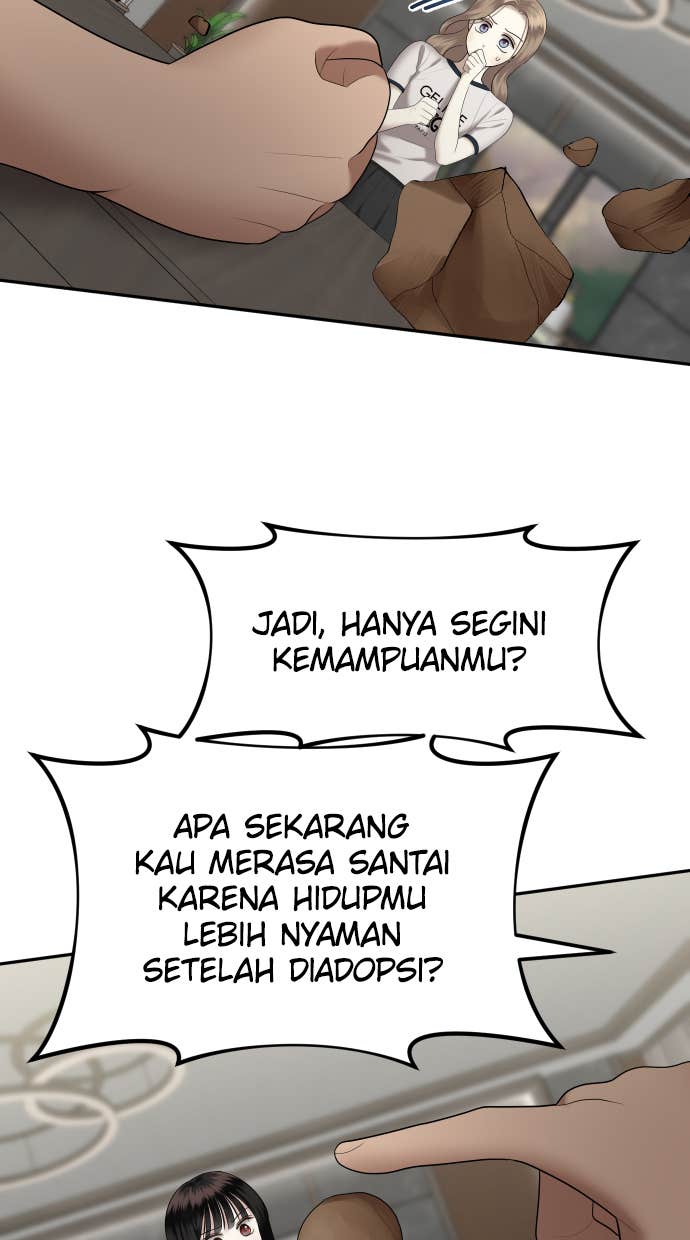 JADI, HANYA SEGINI
KEMAMPUANMU?
APA SEKARANG
KAU MERASA SANTAI
KARENA HIDUPMU
LEBIH NYAMAN
SETELAH DIADOPSI?